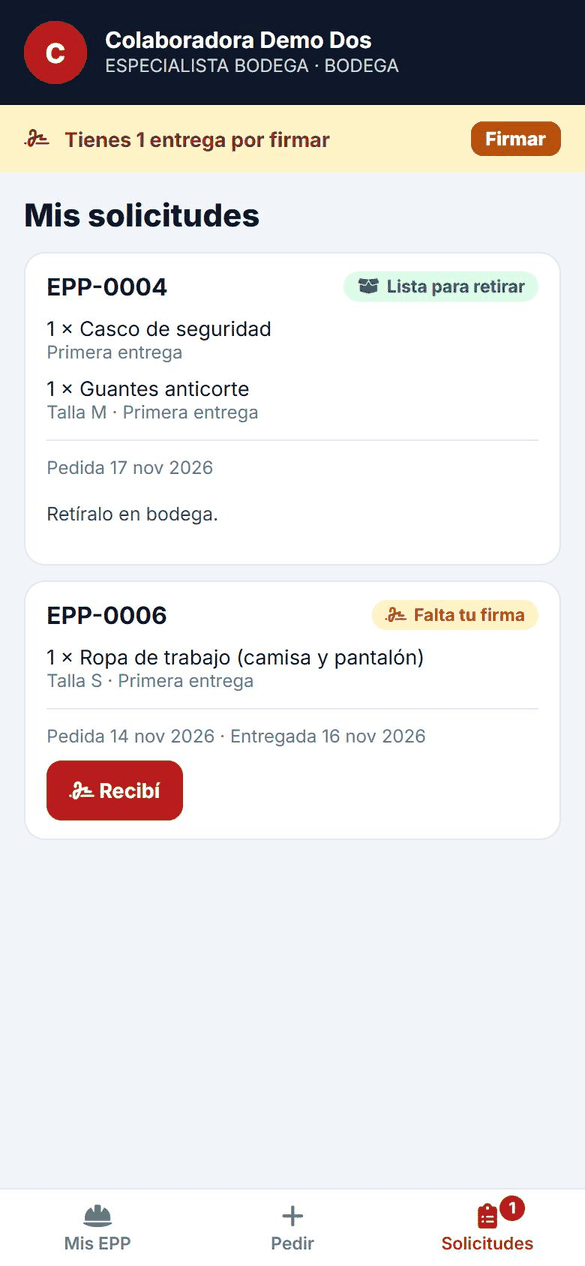 C
Colaboradora Demo Dos
ESPECIALISTA BODEGA · BODEGA
Tienes 1 entrega por firmar
Firmar
Mis solicitudes
EPP-0004
Lista para retirar
1 × Casco de seguridad
Primera entrega
1 × Guantes anticorte
Talla M · Primera entrega
Pedida 17 nov 2026
Retíralo en bodega.
EPP-0006
Falta tu firma
1 × Ropa de trabajo (camisa y pantalón)
Talla S · Primera entrega
Pedida 14 nov 2026 · Entregada 16 nov 2026
Recibí
1
Mis EPP
Pedir
Solicitudes